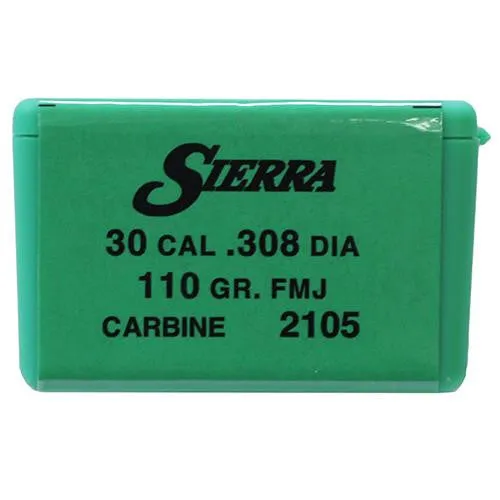 SIERRA
30 CAL .308 DIA
110 GR. FMJ
CARBINE 2105